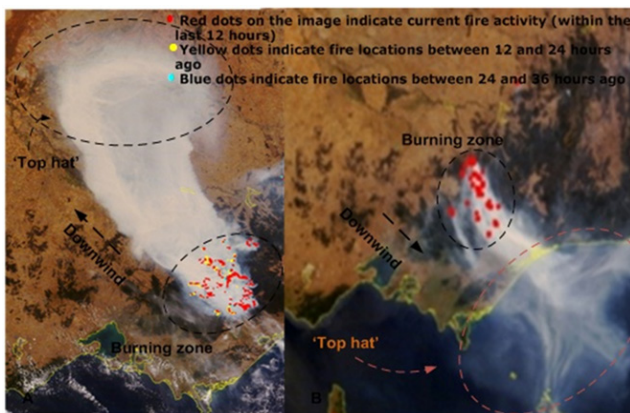 Red dots on the image indicate current fire activity (within the
last 12 hours)
Yellow dots indicate fire locations between 12 and 24 hours
ago
Blue dots indicate fire locations between 24 and 36 hours ago
'Top hat'
Downwind
Burning zone
A
Burning zone
Downwind
'Top hat'
B